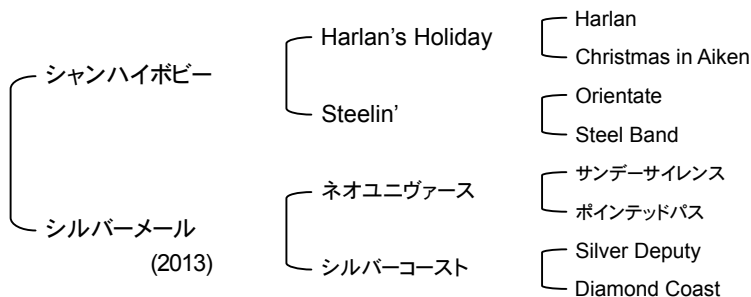 シャンハイボビー
Harlan’s Holiday
Harlan
Christmas in Aiken
Steelin’
Orientate
Steel Band
シルバーメール
(2013)
ネオユニヴァース
サンデーサイレンス
ポインテッドパス
シルバーコースト
Silver Deputy
Diamond Coast